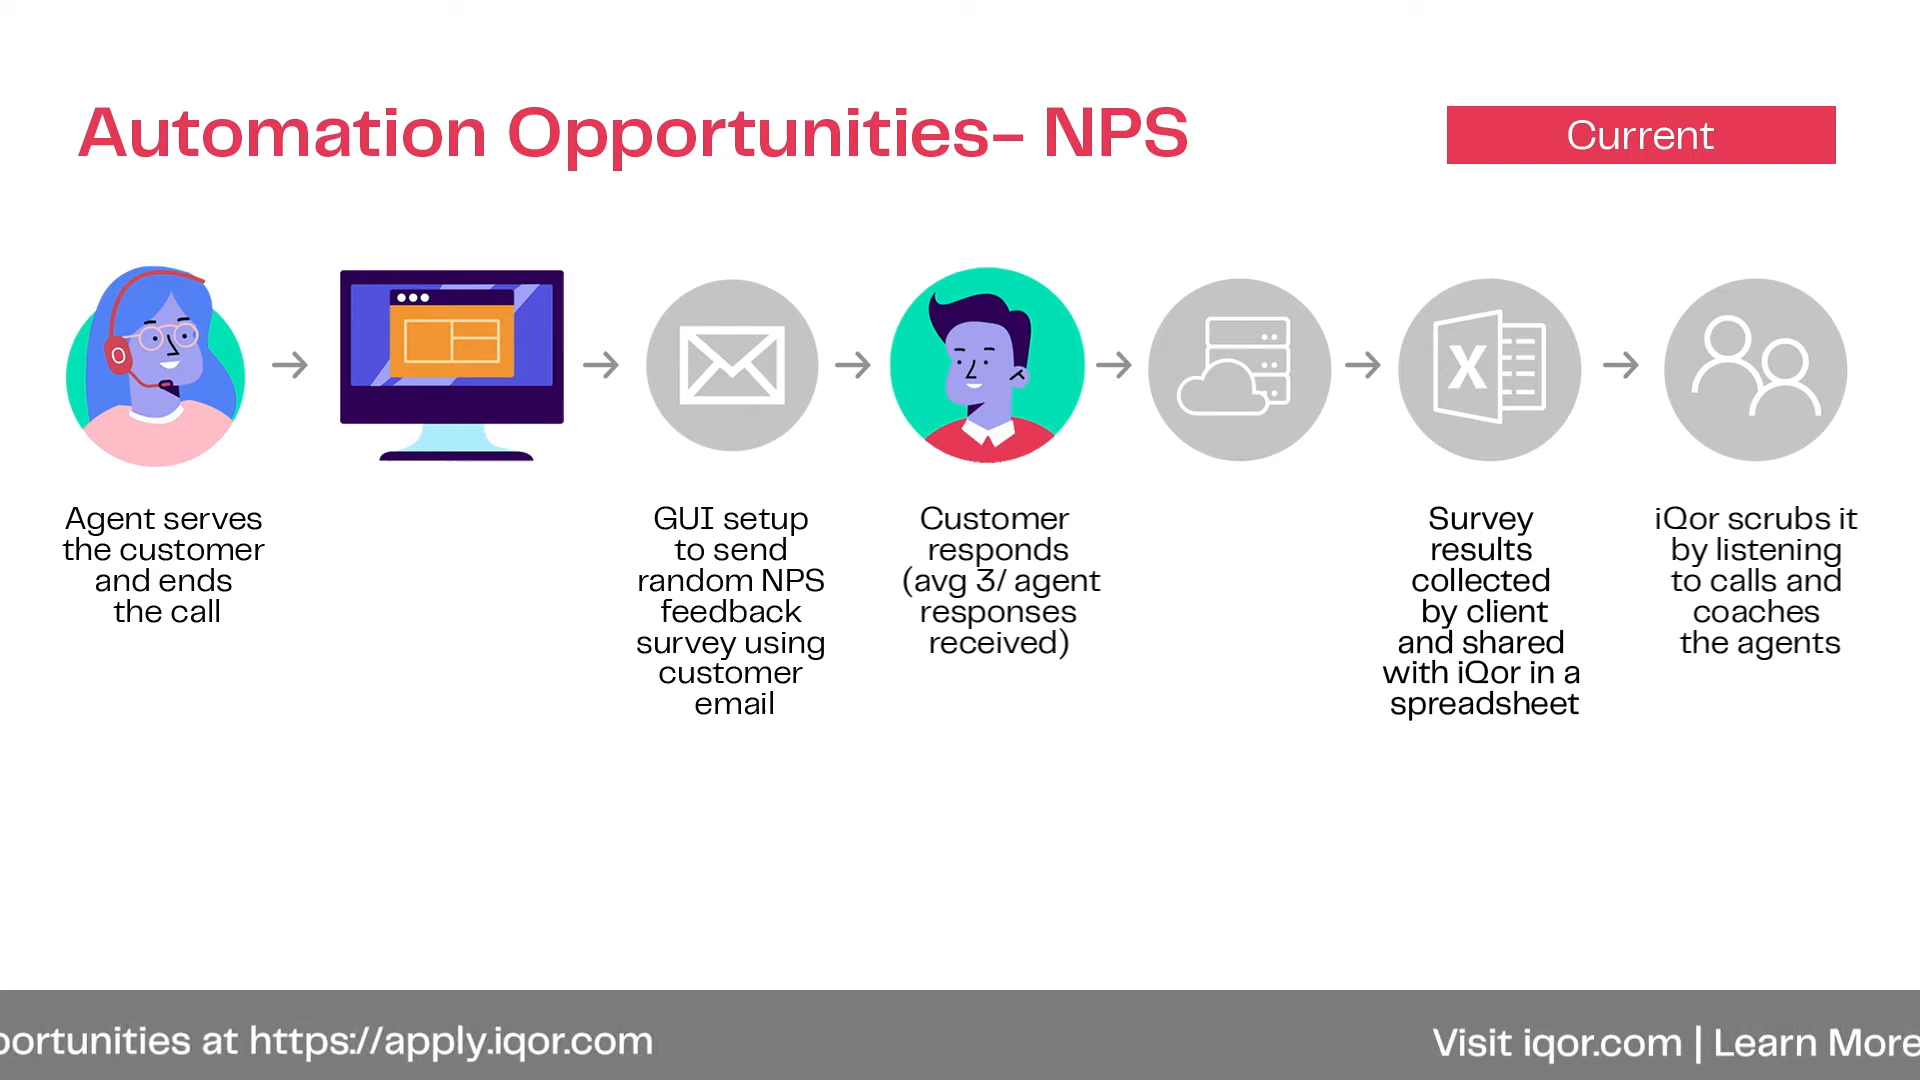 Automation Opportunities– NPS
Current
Agent serves
the customer
and ends
the call
GUI setup
to send
random NPS
feedback
survey using
customer
email
Customer
responds
(avg 3/ agent
responses
received)
X
Survey
results
collected
by client
and shared
with iQor in a
spreadsheet
iQor scrubs it
by listening
to calls and
coaches
the agents
portunities at https://apply.iqor.com
Visit iqor.com | Learn More